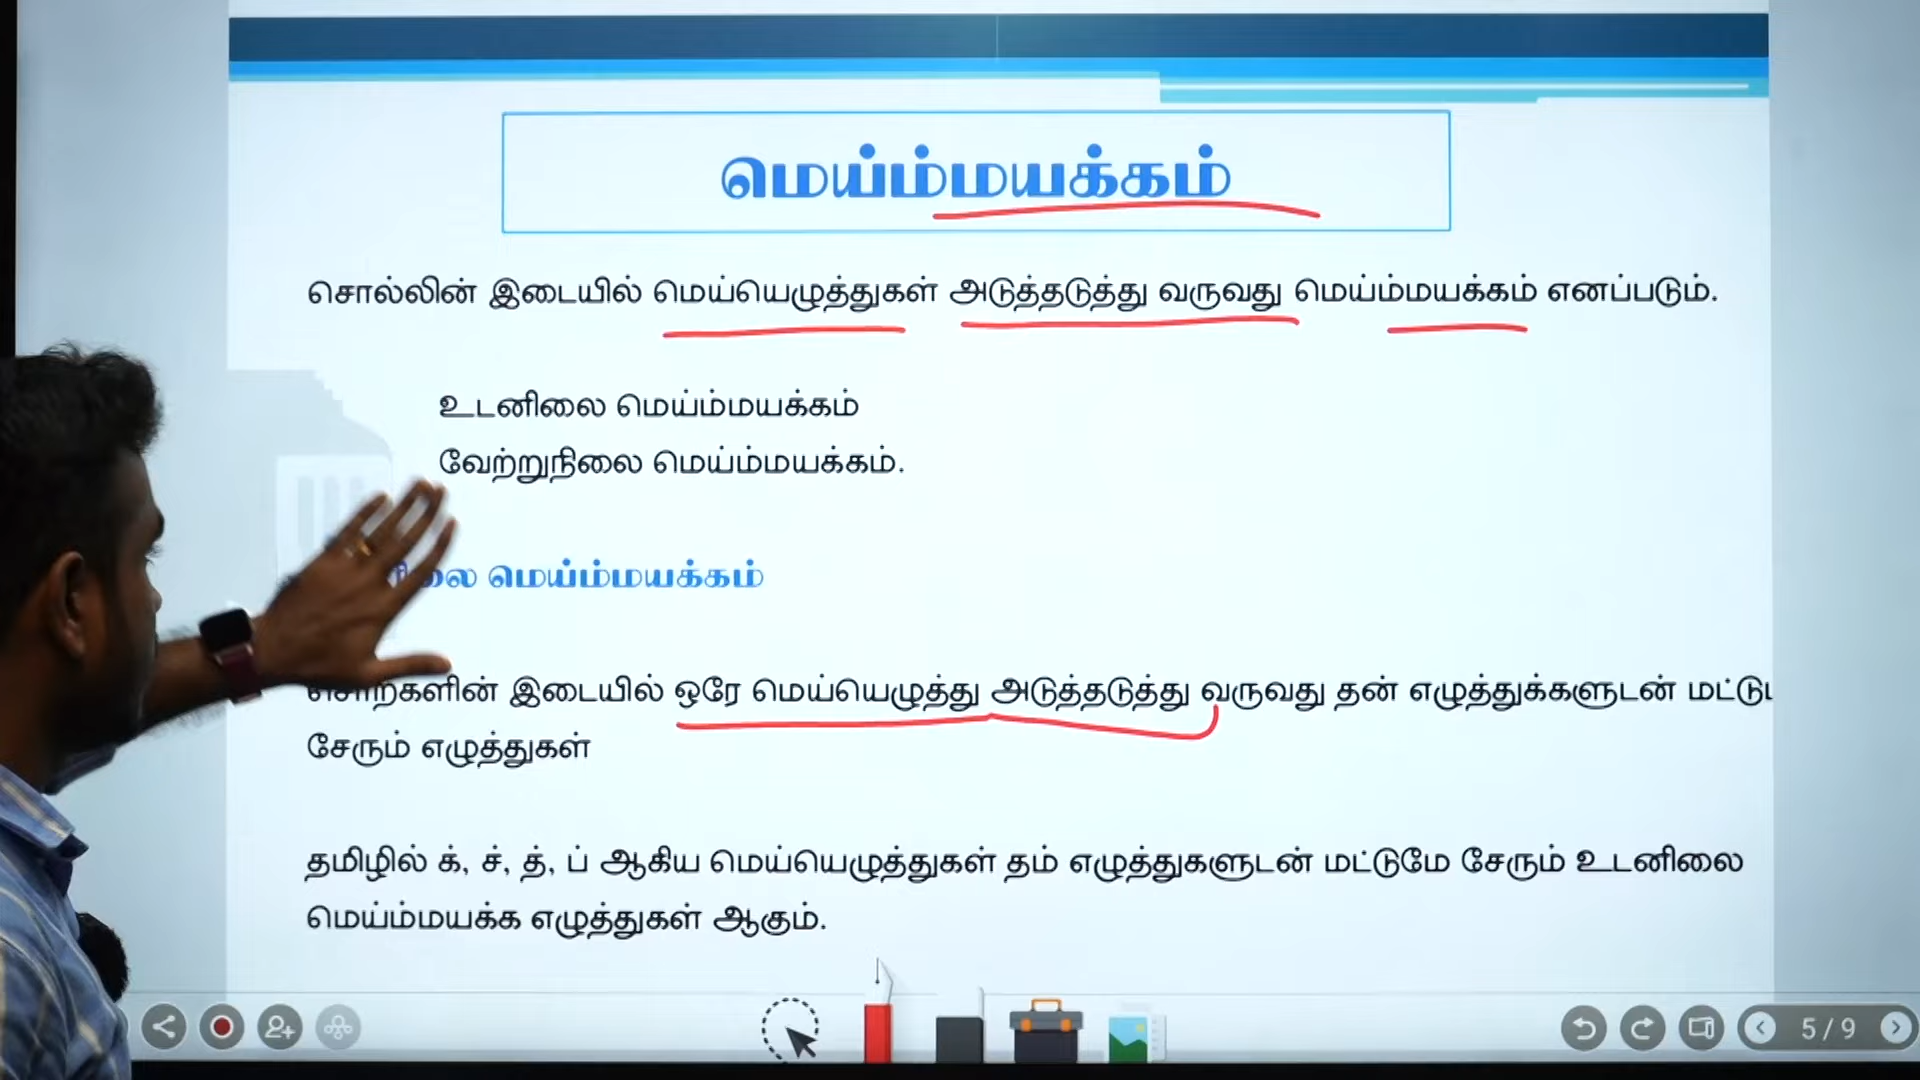 மெய்ம்மயக்கம்
சொல்லின் இடையில் மெய்யெழுத்துகள் அடுத்தடுத்து வருவது மெய்ம்மயக்கம் எனப்படும்.
உடனிலை மெய்ம்மயக்கம்
வேற்றுநிலை மெய்ம்மயக்கம்.
மெய்ம்மயக்கம்
இடையில் ஒரே மெய்யெழுத்து அடுத்தடுத்து வருவது தன் எழுத்துக்களுடன்
சேரும் எழுத்துகள்
தமிழில் க், ச், த், ப் ஆகிய மெய்யெழுத்துகள் தம் எழுத்துகளுடன் மட்டுமே சேரும் உடனிலை
மெய்ம்மயக்க எழுத்துகள் ஆகும்.
5 / 9